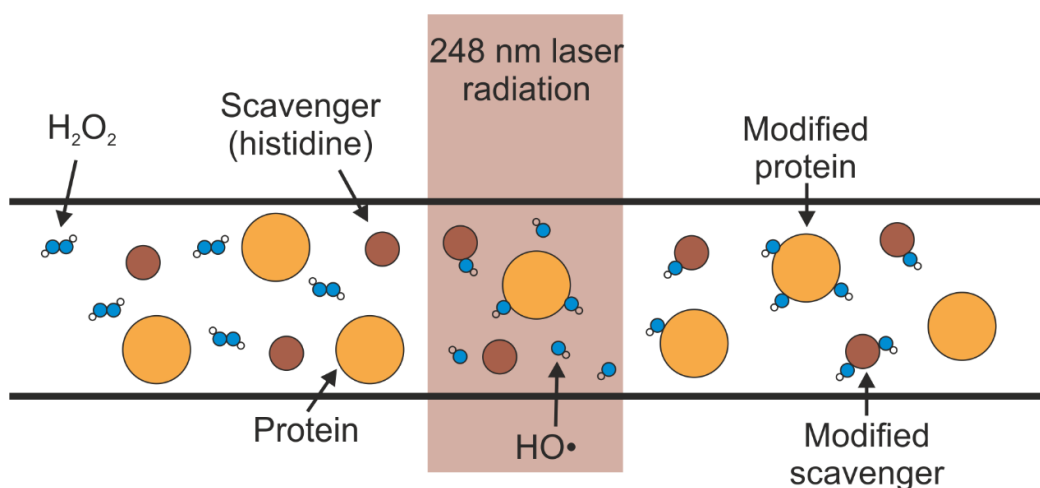 248 nm laser
radiation
Scavenger
(histidine)
H₂O₂
Modified
protein
Protein
HO•
Modified
scavenger